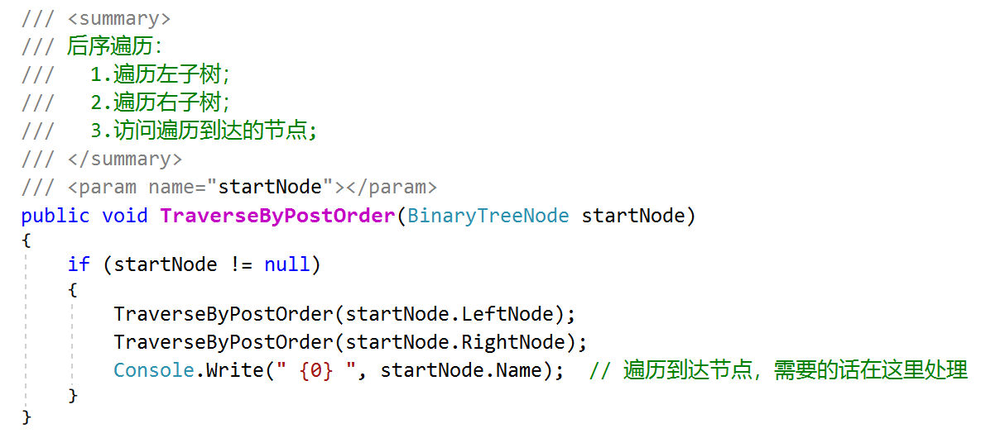 /// <summary>
/// 后序遍历：
///   1.遍历左子树；
///   2.遍历右子树；
///   3.访问遍历到达的节点；
/// </summary>
/// <param name="startNode"></param>
public void TraverseByPostOrder(BinaryTreeNode startNode)
{
    if (startNode != null)
    {
        TraverseByPostOrder(startNode.LeftNode);
        TraverseByPostOrder(startNode.RightNode);
        Console.Write(" {0} ", startNode.Name);  // 遍历到达节点，需要的话在这里处理
    }
}